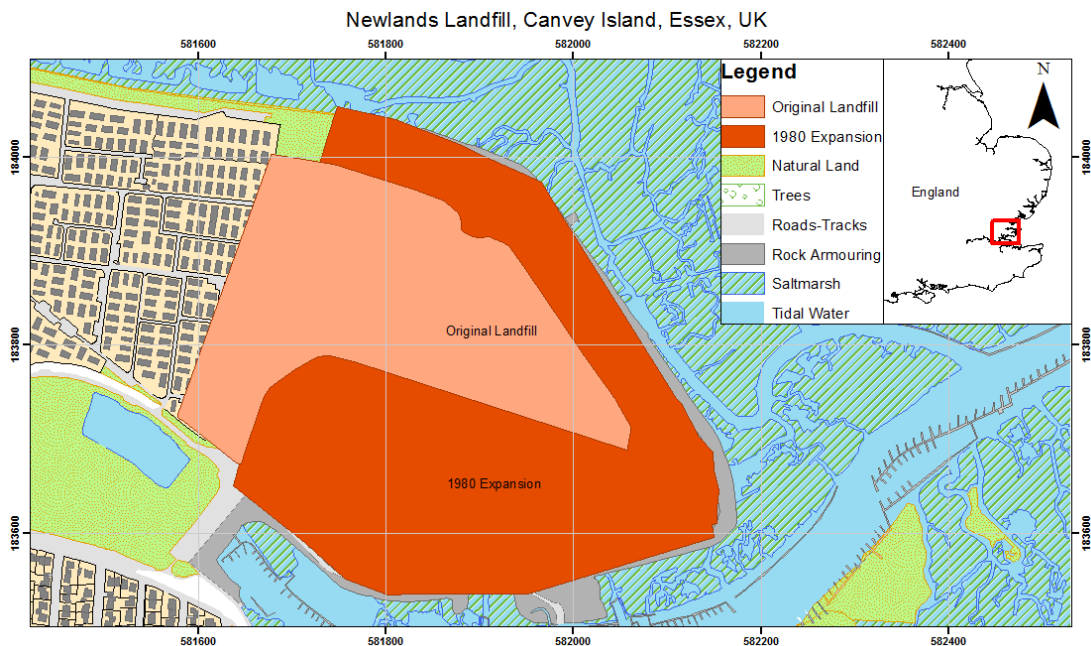 Newlands Landfill, Canvey Island, Essex, UK
581600
581800
582000
582200
582400
Legend
Original Landfill
1980 Expansion
Natural Land
Trees
Roads-Tracks
Rock Armouring
Saltmarsh
Tidal Water
N
England
184000
184000
Original Landfill
183800
183800
1980 Expansion
183600
183600
581600
581800
582000
582200
582400